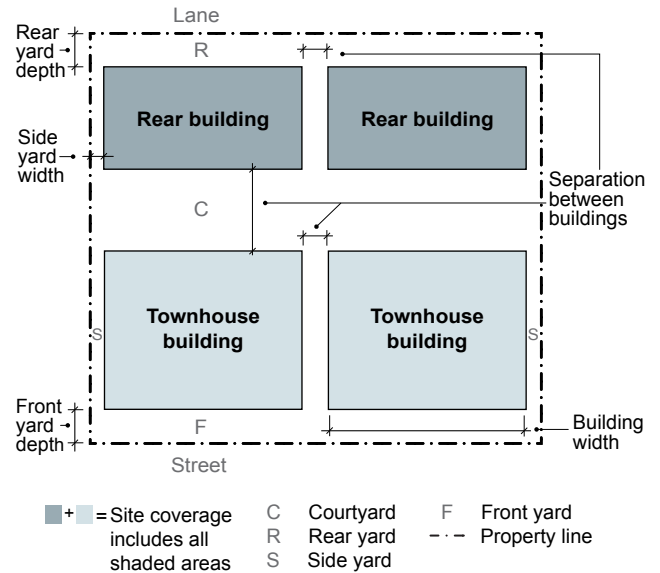 Lane
Rear
yard
depth
R
Rear building
Rear building
Side
yard
width
C
Separation
between
buildings
Townhouse
building
Townhouse
building
S
S
Front
yard
depth
F
Building
width
Street
+ = Site coverage
includes all
shaded areas
C Courtyard
R Rear yard
S Side yard
F Front yard
Property line